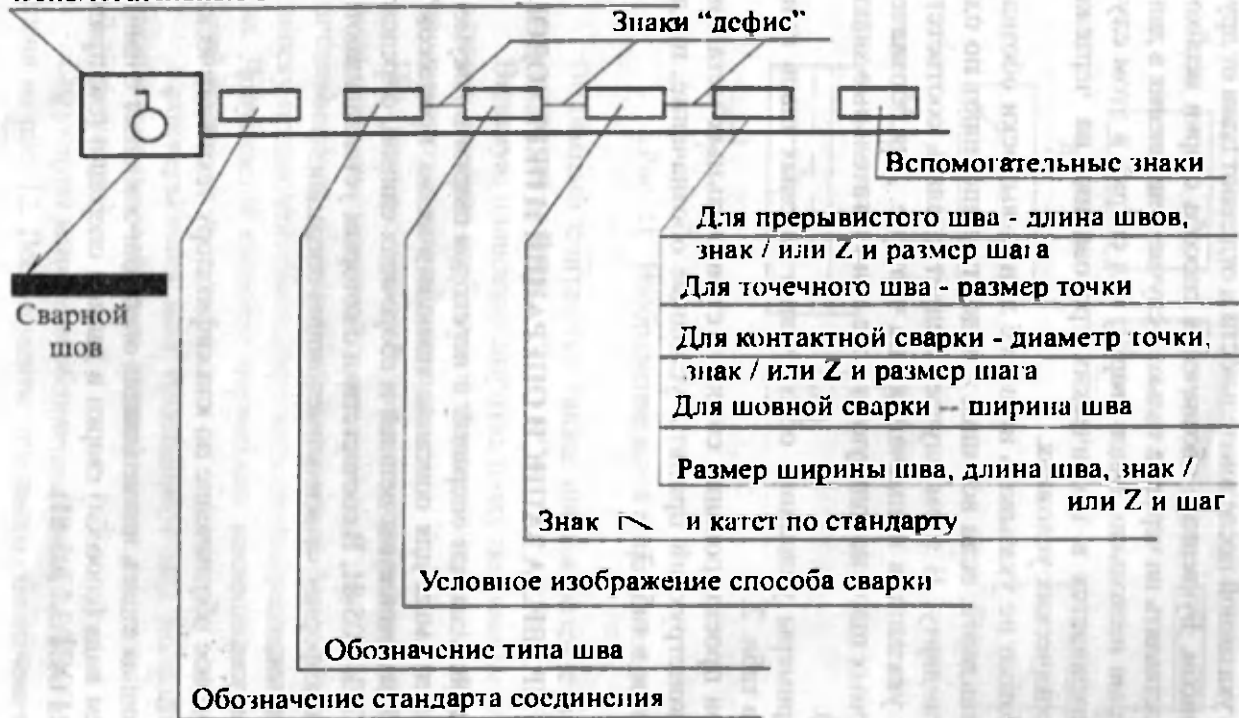 Знаки “дефис”
Вспомогательные знаки
Для прерывистого шва - длина швов,
знак / или Z и размер шага
Для точечного шва - размер точки
Для контактной сварки - диаметр точки,
знак / или Z и размер шага
Для шовной сварки – ширина шва
Размер ширины шва, длина шва, знак /
или Z и шаг
Знак и катет по стандарту
Условное изображение способа сварки
Обозначение типа шва
Обозначение стандарта соединения
Сварной
шов